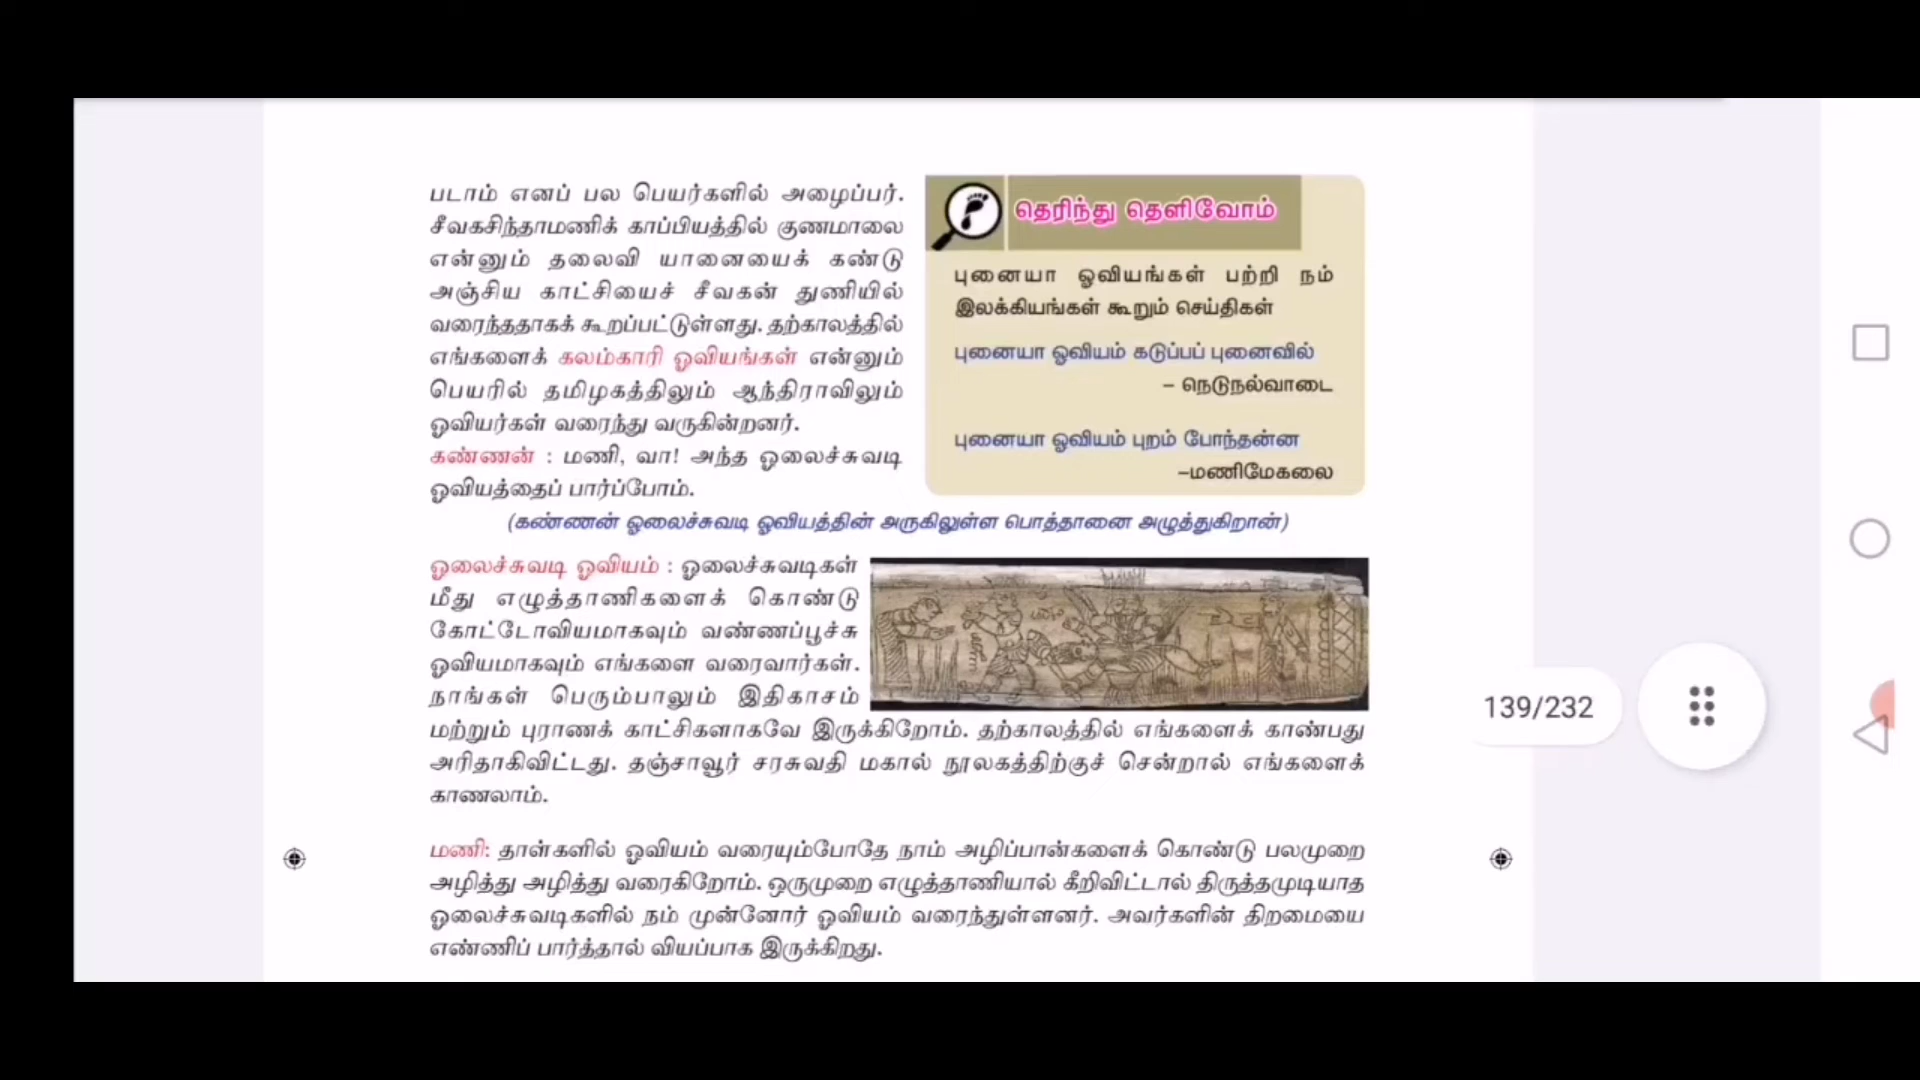 படாம் எனப் பல பெயர்களில் அழைப்பர்.
சீவகசிந்தாமணிக் காப்பியத்தில் குணமாலை
என்னும் தலைவி யானையைக் கண்டு
அஞ்சிய காட்சியைச் சீவகன் துணியில்
வரைந்ததாகக் கூறப்பட்டுள்ளது. தற்காலத்தில்
எங்களைக் கலம்காரி ஓவியங்கள் என்னும்
பெயரில் தமிழகத்திலும் ஆந்திராவிலும்
ஓவியர்கள் வரைந்து வருகின்றனர்.
கண்ணன் : மணி, வா! அந்த ஓலைச்சுவடி
ஓவியத்தைப் பார்ப்போம்.
தெரிந்து தெளிவோம்
புனையா ஓவியங்கள் பற்றி நம்
இலக்கியங்கள் கூறும் செய்திகள்
புனையா ஓவியம் கடுப்பப் புனைவில்
– நெடுநல்வாடை
புனையா ஓவியம் புறம் போந்தன்ன
–மணிமேகலை
(கண்ணன் ஓலைச்சுவடி ஓவியத்தின் அருகிலுள்ள பொத்தானை அழுத்துகிறான்)
ஓலைச்சுவடி ஓவியம் : ஓலைச்சுவடிகள்
மீது எழுத்தாணிகளைக் கொண்டு
கோட்டோவியமாகவும் வண்ணப்பூச்சு
ஓவியமாகவும் எங்களை வரைவார்கள்.
நாங்கள் பெரும்பாலும் இதிகாசம்
மற்றும் புராணக் காட்சிகளாகவே இருக்கிறோம். தற்காலத்தில் எங்களைக் காண்பது
அரிதாகிவிட்டது. தஞ்சாவூர் சரசுவதி மகால் நூலகத்திற்குச் சென்றால் எங்களைக்
காணலாம்.
மணி: தாள்களில் ஓவியம் வரையும்போதே நாம் அழிப்பான்களைக் கொண்டு பலமுறை
அழித்து அழித்து வரைகிறோம். ஒருமுறை எழுத்தாணியால் கீறிவிட்டால் திருத்தமுடியாத
ஓலைச்சுவடிகளில் நம் முன்னோர் ஓவியம் வரைந்துள்ளனர். அவர்களின் திறமையை
எண்ணிப் பார்த்தால் வியப்பாக இருக்கிறது.
139/232